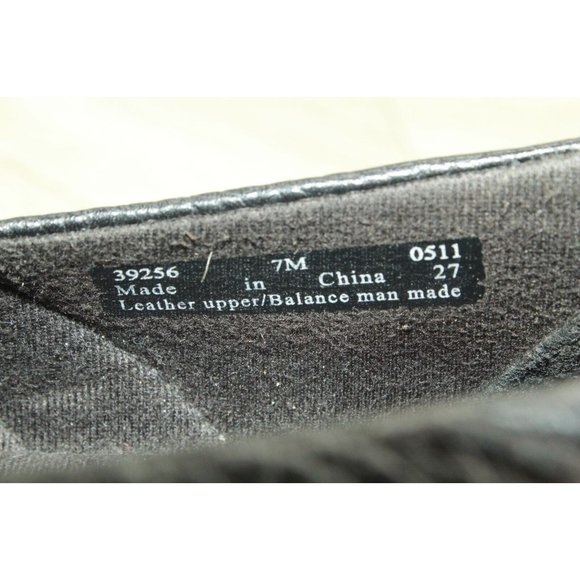 39256 7M 0511
Made in China 27
Leather upper/Balance man made